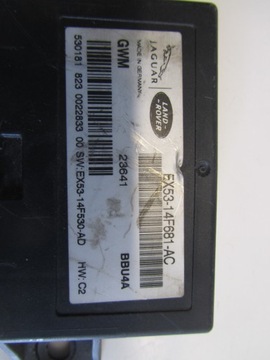 JAGUAR
LAND
ROVER
MADE IN GERMANY
EX53-14F681-AC
GWM
23641
BBU4A
530181 823 0022833 00 SW:EX53-14F530-AD HW:C2